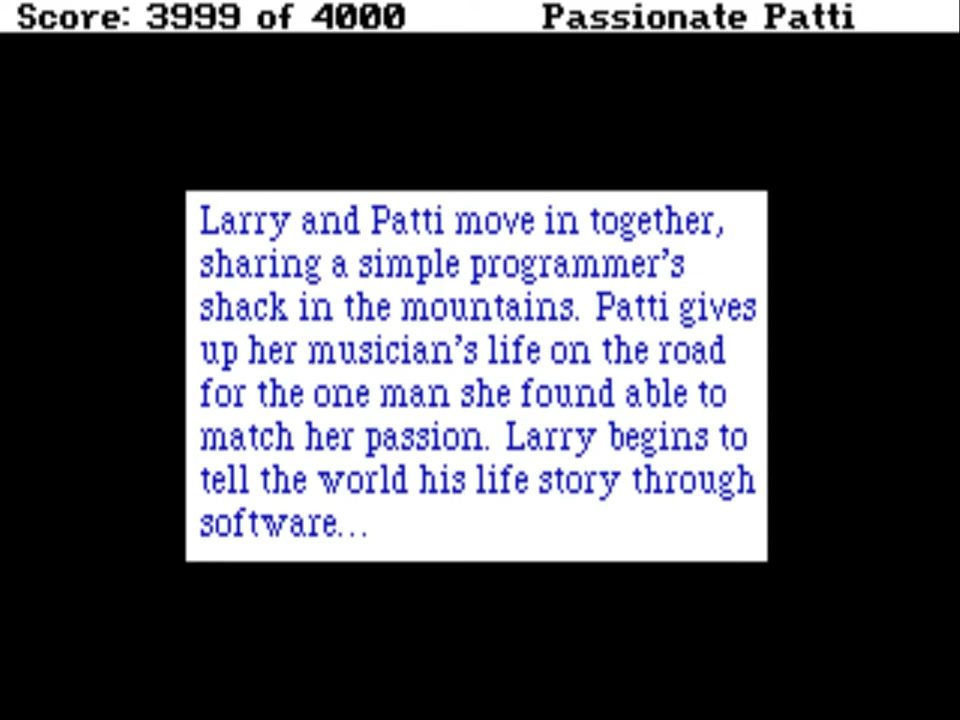 Score: 3999 of 4000 Passionate Patti
Larry and Patti move in together,
sharing a simple programmer's
shack in the mountains. Patti gives
up her musician's life on the road
for the one man she found able to
match her passion. Larry begins to
tell the world his life story through
software...